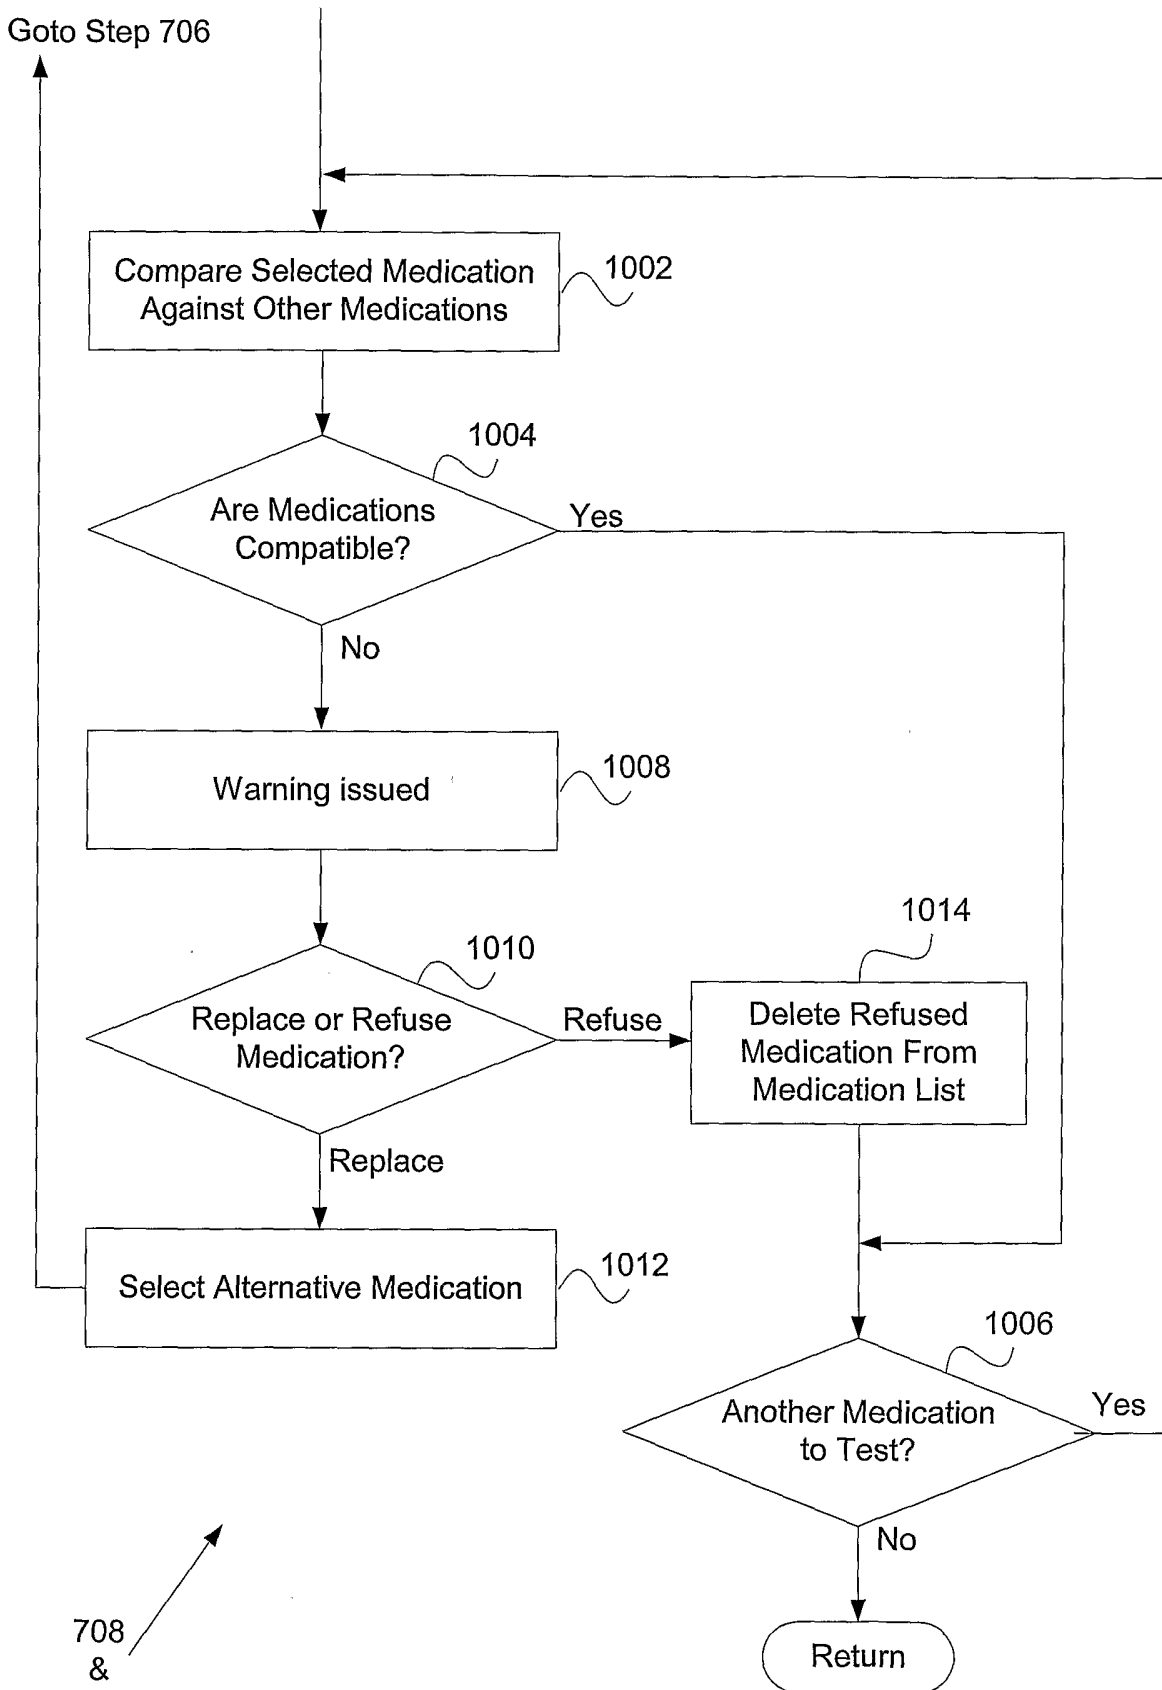 Goto Step 706
Compare Selected Medication
Against Other Medications
1002
1004
Are Medications
Compatible?
Yes
No
Warning issued
1008
1010
Replace or Refuse
Medication?
Refuse
1014
Delete Refused
Medication From
Medication List
Replace
Select Alternative Medication
1012
1006
Another Medication
to Test?
Yes
No
Return
708
&